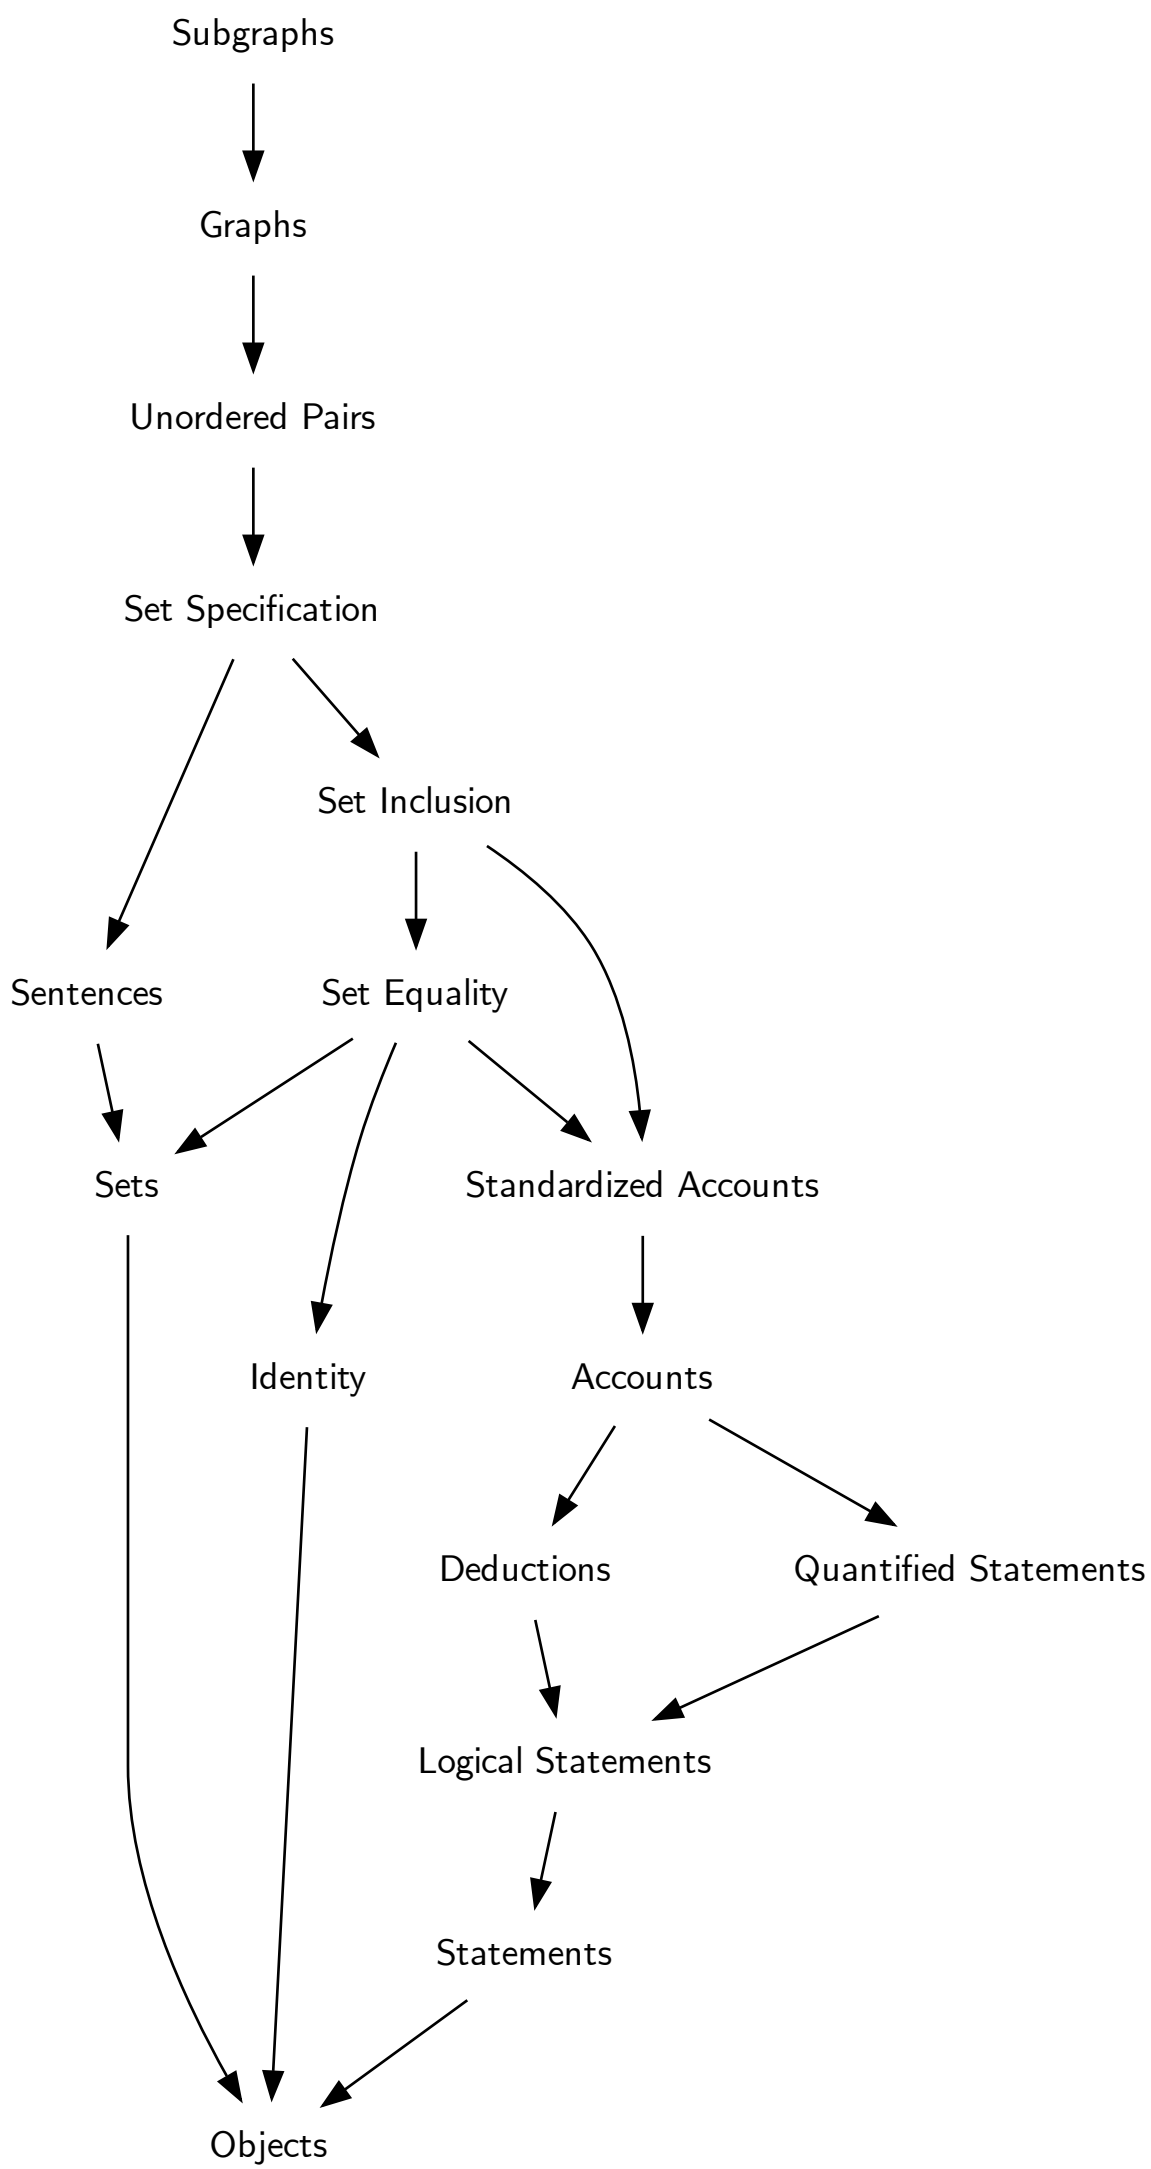 Subgraphs
Graphs
Unordered Pairs
Set Specification
Set Inclusion
Sentences
Set Equality
Sets
Standardized Accounts
Identity
Accounts
Deductions
Quantified Statements
Logical Statements
Statements
Objects